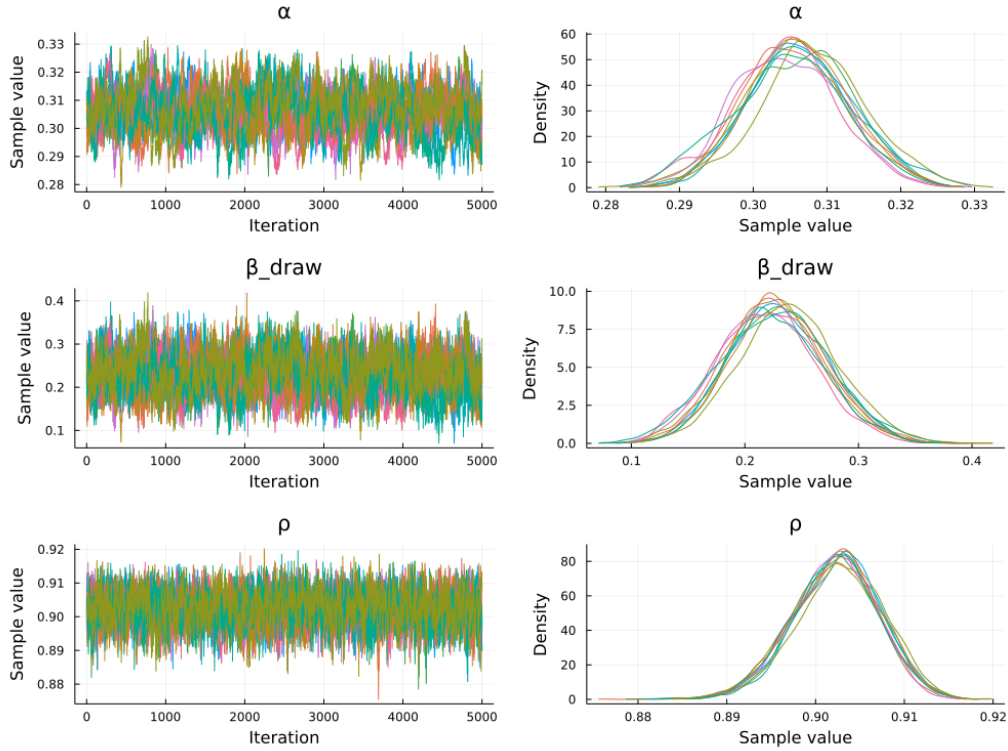 α
Sample value
0.33
0.32
0.31
0.30
0.29
0.28
0 1000 2000 3000 4000 5000
Iteration
α
Density
60
50
40
30
20
10
0
0.28 0.29 0.30 0.31 0.32 0.33
Sample value
β_draw
Sample value
0.4
0.3
0.2
0.1
0 1000 2000 3000 4000 5000
Iteration
β_draw
Density
10.0
7.5
5.0
2.5
0.0
0.1 0.2 0.3 0.4
Sample value
ρ
Sample value
0.92
0.91
0.90
0.89
0.88
0 1000 2000 3000 4000 5000
Iteration
ρ
Density
80
60
40
20
0
0.88 0.89 0.90 0.91 0.92
Sample value